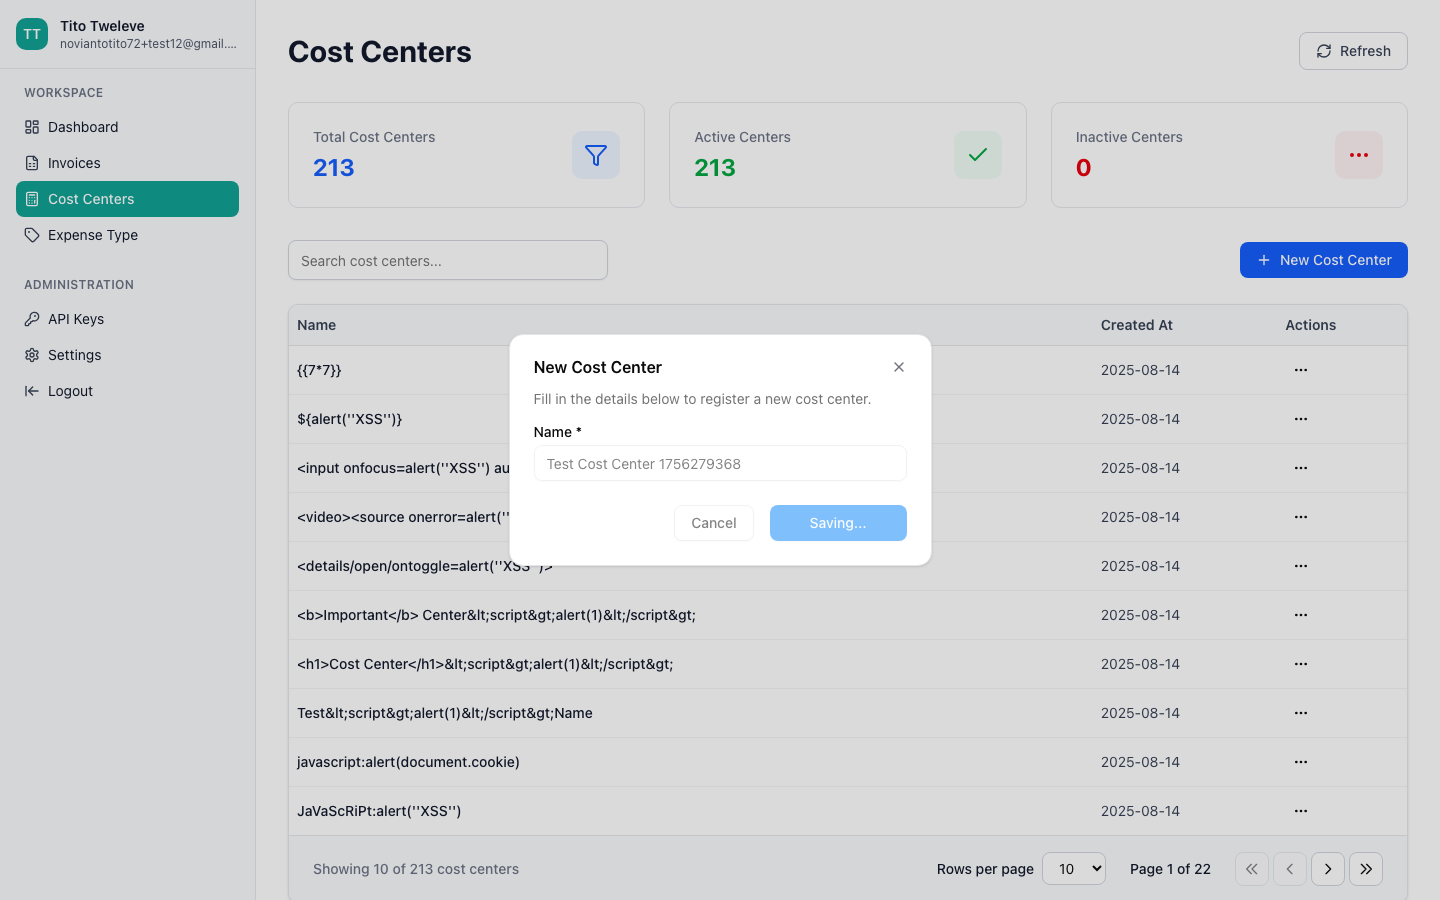 TT
Tito Tweleve
noviantotito72+test12@gmail....
WORKSPACE
Dashboard
Invoices
Cost Centers
Expense Type
ADMINISTRATION
API Keys
Settings
Logout
Cost Centers
Refresh
Total Cost Centers
213
Active Centers
213
Inactive Centers
0
Search cost centers...
New Cost Center
Name Created At Actions
{{7*7}} 2025-08-14
${alert(''XSS'')} 2025-08-14
<input onfocus=alert(''XSS'') au 2025-08-14
<video><source onerror=alert('' 2025-08-14
<details/open/ontoggle=alert(''XSS'')> 2025-08-14
<b>Important</b> Center&lt;script&gt;alert(1)&lt;/script&gt; 2025-08-14
<h1>Cost Center</h1>&lt;script&gt;alert(1)&lt;/script&gt; 2025-08-14
Test&lt;script&gt;alert(1)&lt;/script&gt;Name 2025-08-14
javascript:alert(document.cookie) 2025-08-14
JaVaScRiPt:alert(''XSS'') 2025-08-14
Showing 10 of 213 cost centers
Rows per page 10 Page 1 of 22
New Cost Center
Fill in the details below to register a new cost center.
Name *
Test Cost Center 1756279368
Cancel
Saving...